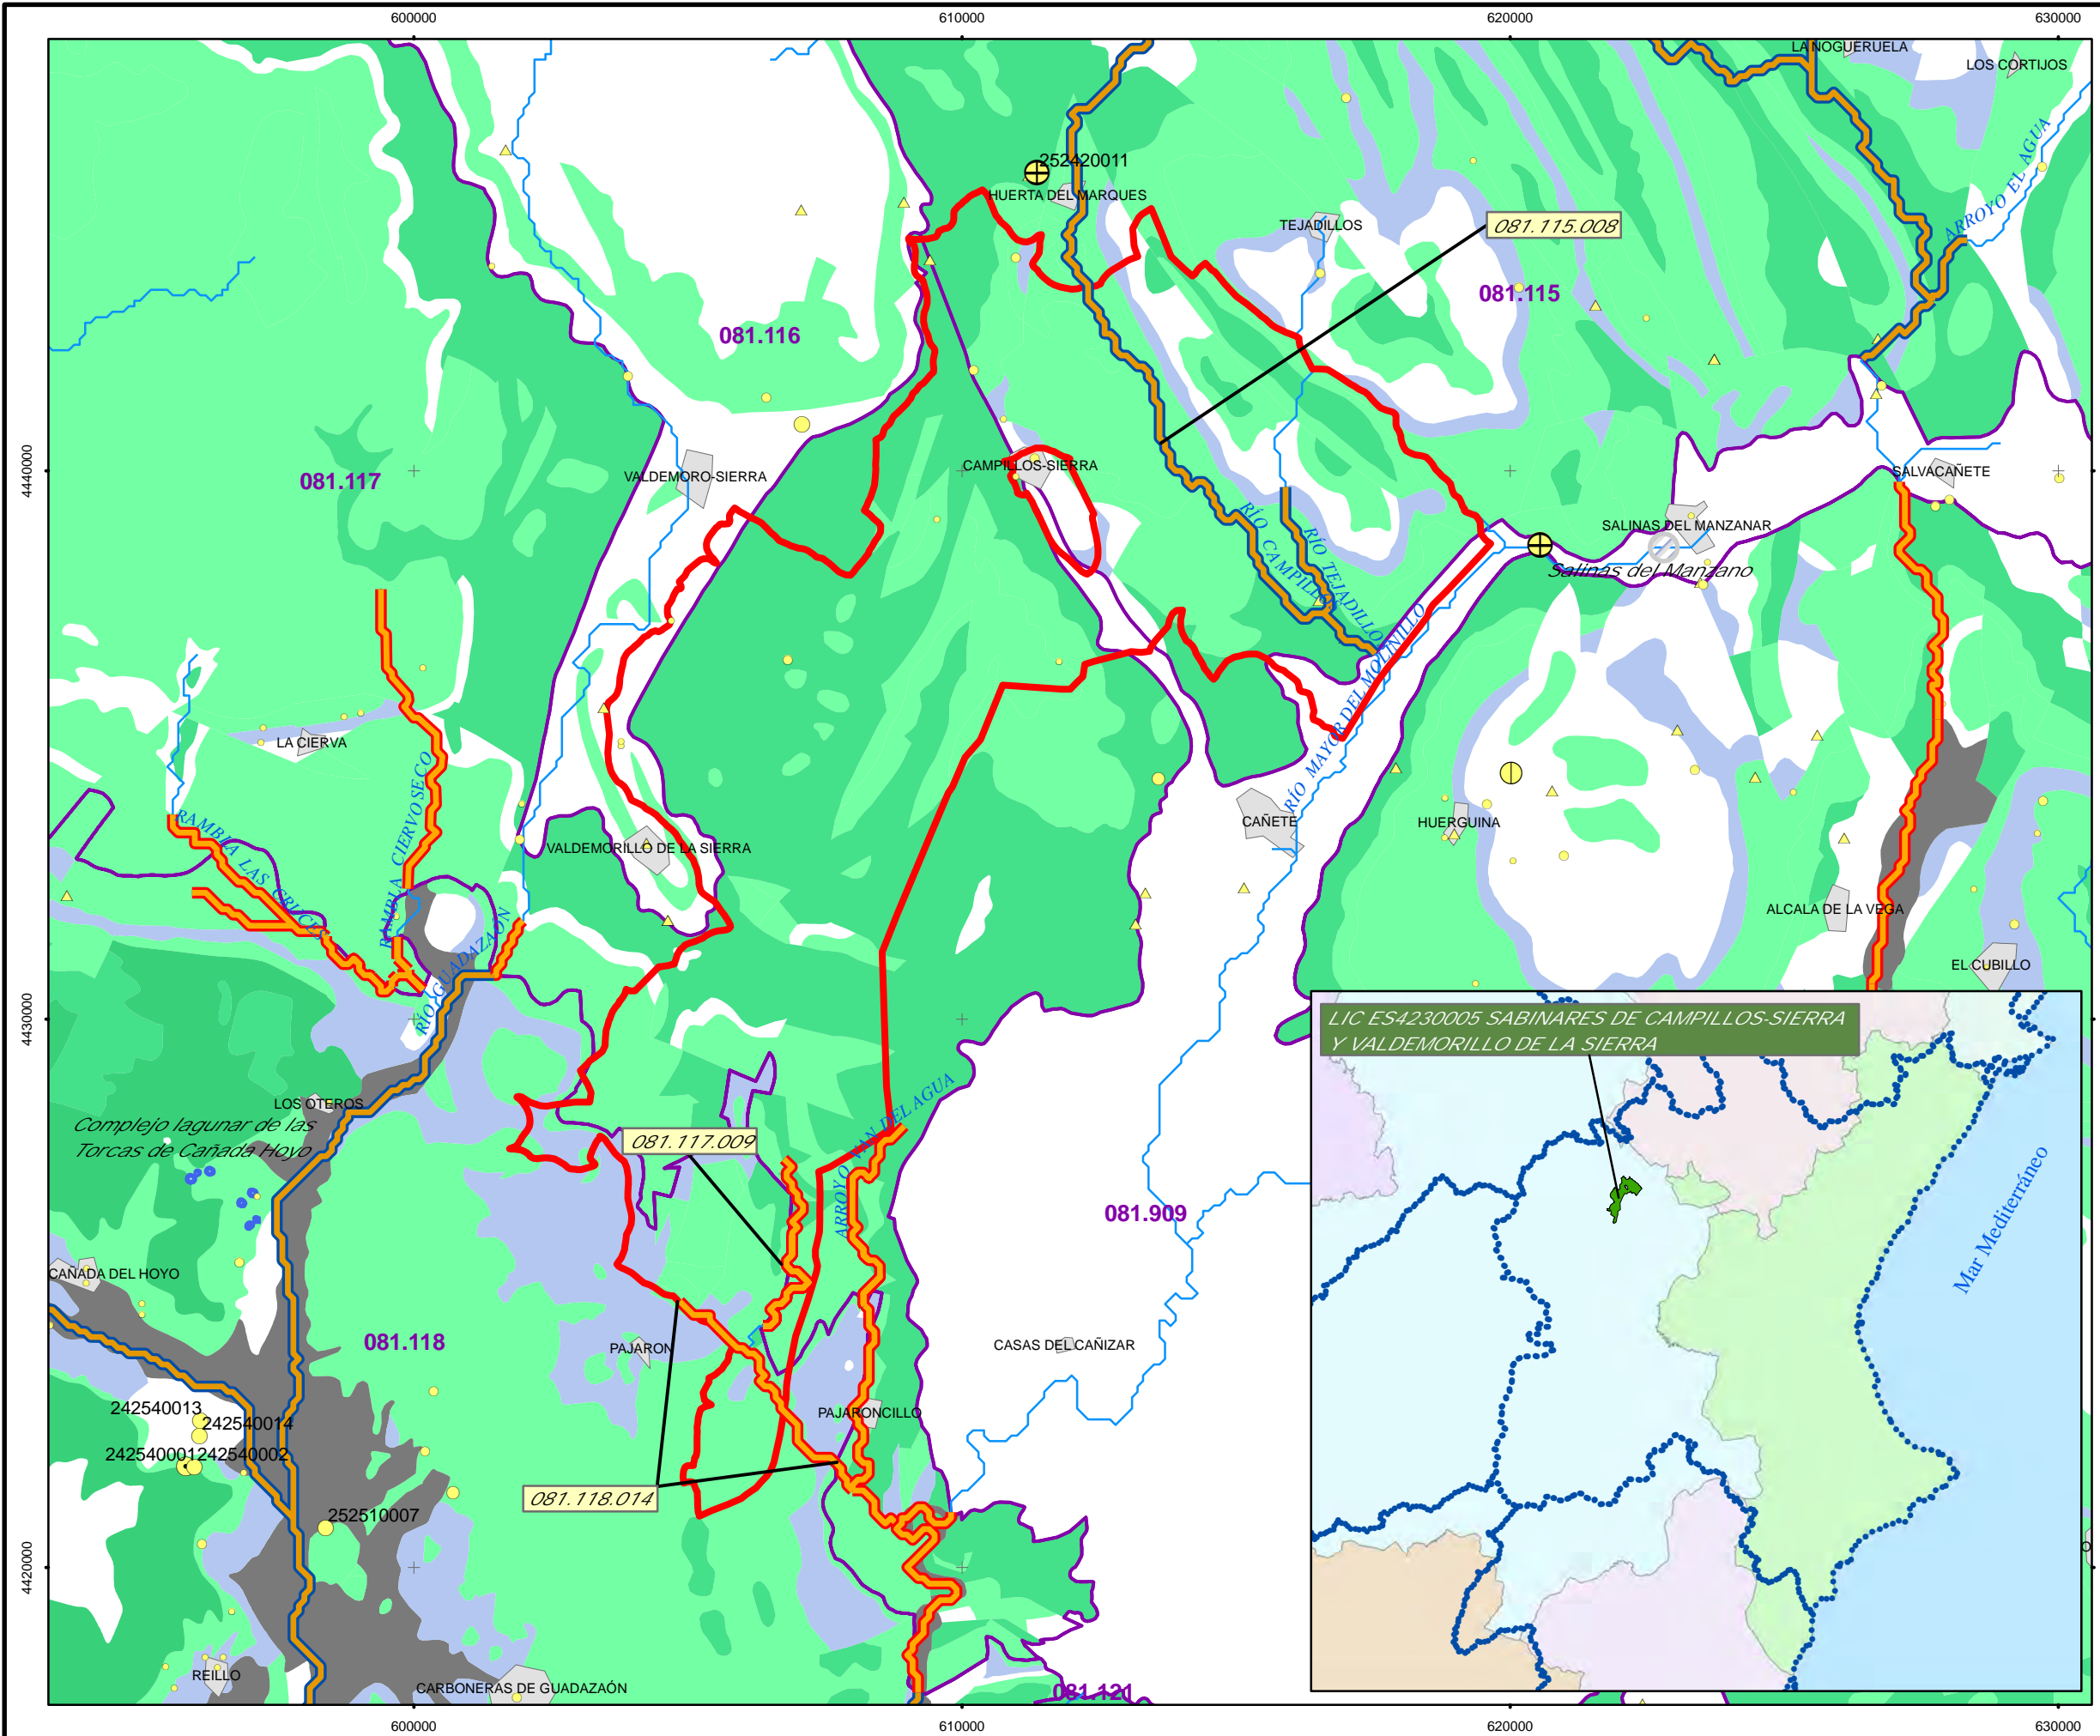 600000
610000
620000
630000
LA NOGUERUELA
LOS CORTIJOS
252420011
HUERTA DEL MARQUES
TEJADILLOS
081.115.008
ARROYO EL AGUA
081.115
081.116
081.117
4440000
VALDEMORO-SIERRA
CAMPILLOS-SIERRA
SALVACAÑETE
SALINAS DEL MANZANAR
Salinas del Manzano
RÍO CAMPILLOS
RÍO TEJADILLOS
RÍO MAYOR DEL MOLINILLO
LA CIERVA
RAMBLA CIERVO SECO
RAMBLA LAS CRUCES
CAÑETE
HUERGUINA
VALDEMORILLO DE LA SIERRA
ALCALA DE LA VEGA
EL CUBILLO
RÍO GUADAZAÓN
4430000
LIC ES4230005 SABINARES DE CAMPILLOS-SIERRA
Y VALDEMORILLO DE LA SIERRA
LOS OTEROS
Complejo lagunar de las
Torcas de Cañada Hoyo
081.117.009
ARROYO VIAN DEL AGUA
081.909
Mar Mediterráneo
CAÑADA DEL HOYO
081.118
PAJARON
CASAS DEL CAÑIZAR
242540013
242540014
PAJARONCILLO
242540001
242540002
081.118.014
252510007
4420000
O
REILLO
CARBONERAS DE GUADAZAÓN
081.121
600000
610000
620000
630000